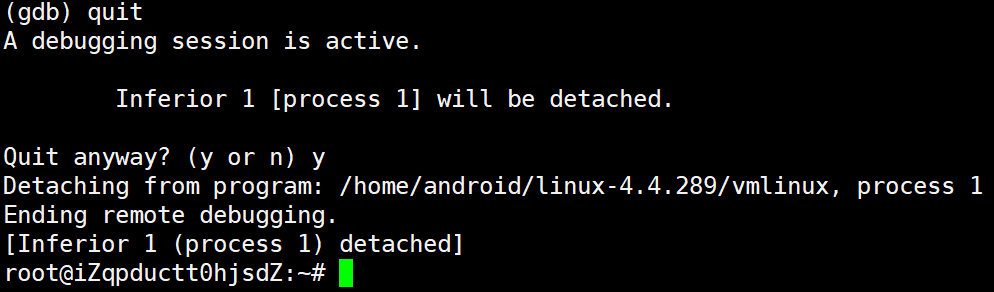 (gdb) quit
A debugging session is active.
Inferior 1 [process 1] will be detached.
Quit anyway? (y or n) y
Detaching from program: /home/android/linux-4.4.289/vmlinux, process 1
Ending remote debugging.
[Inferior 1 (process 1) detached]
root@iZqpductt0hjsdZ:~#